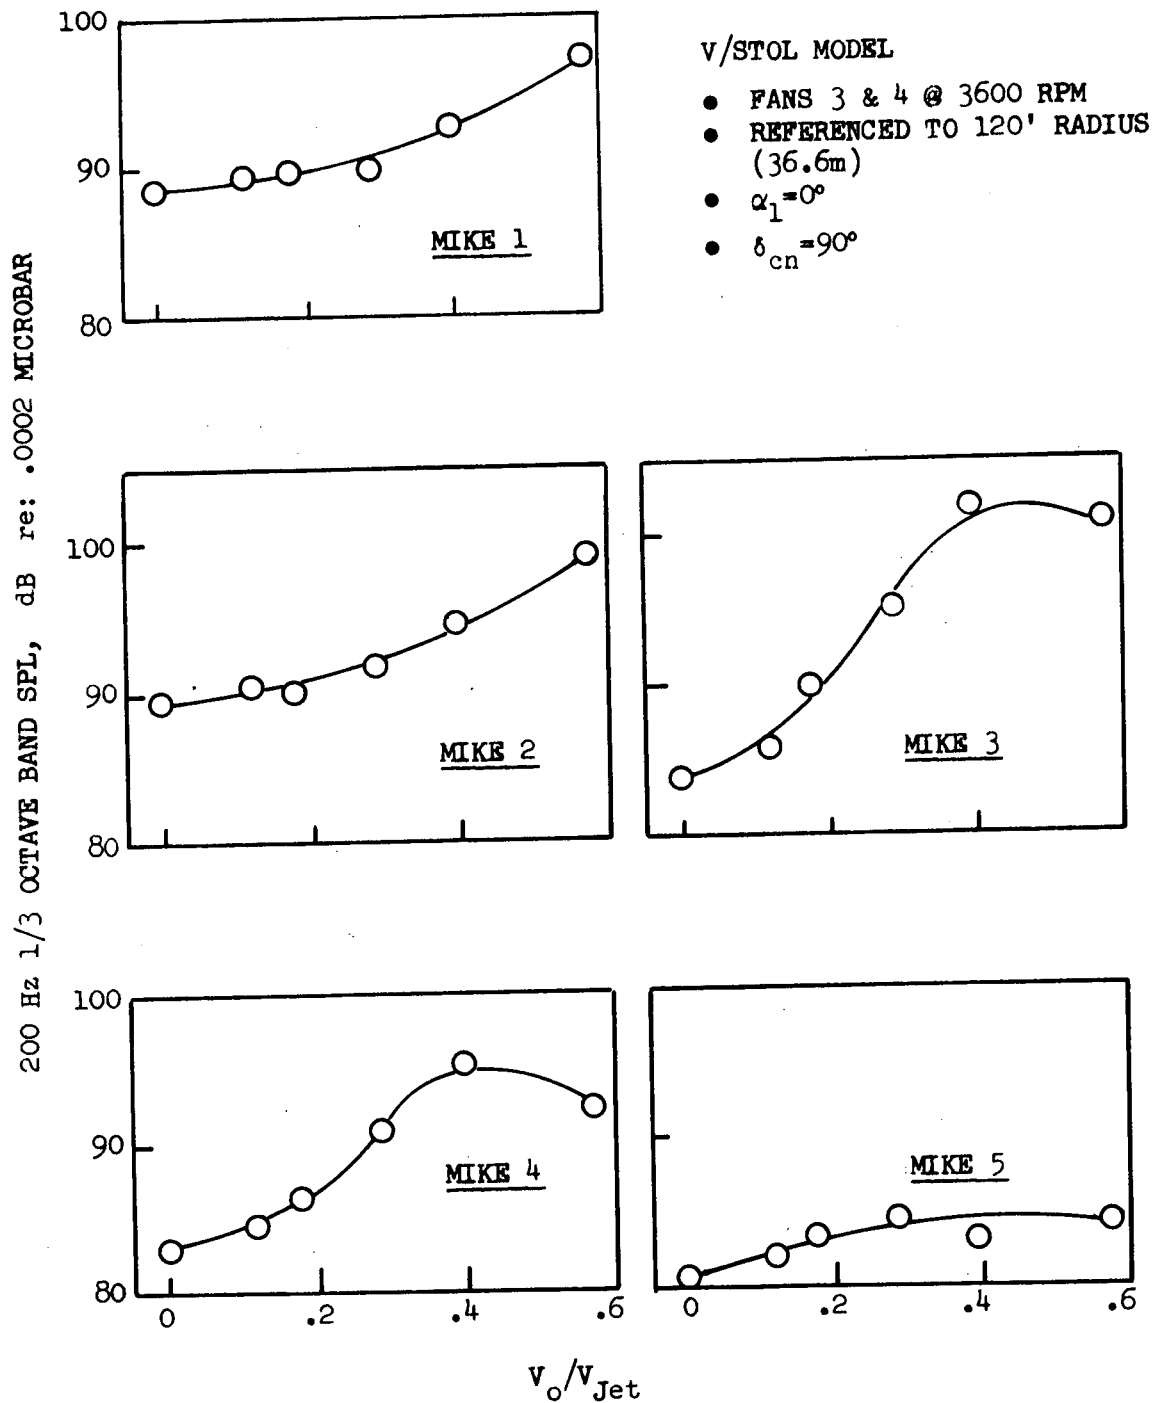 V/STOL MODEL
● FANS 3 & 4 @ 3600 RPM
● REFERENCED TO 120' RADIUS
(36.6m)
● α1=0°
● δcn=90°
200 Hz 1/3 OCTAVE BAND SPL, dB re: .0002 MICROBAR
100
90
80
MIKE 1
100
90
80
MIKE 2
MIKE 3
100
90
80
MIKE 4
MIKE 5
0 .2 .4 .6
0 .2 .4 .6
Vo/VJet